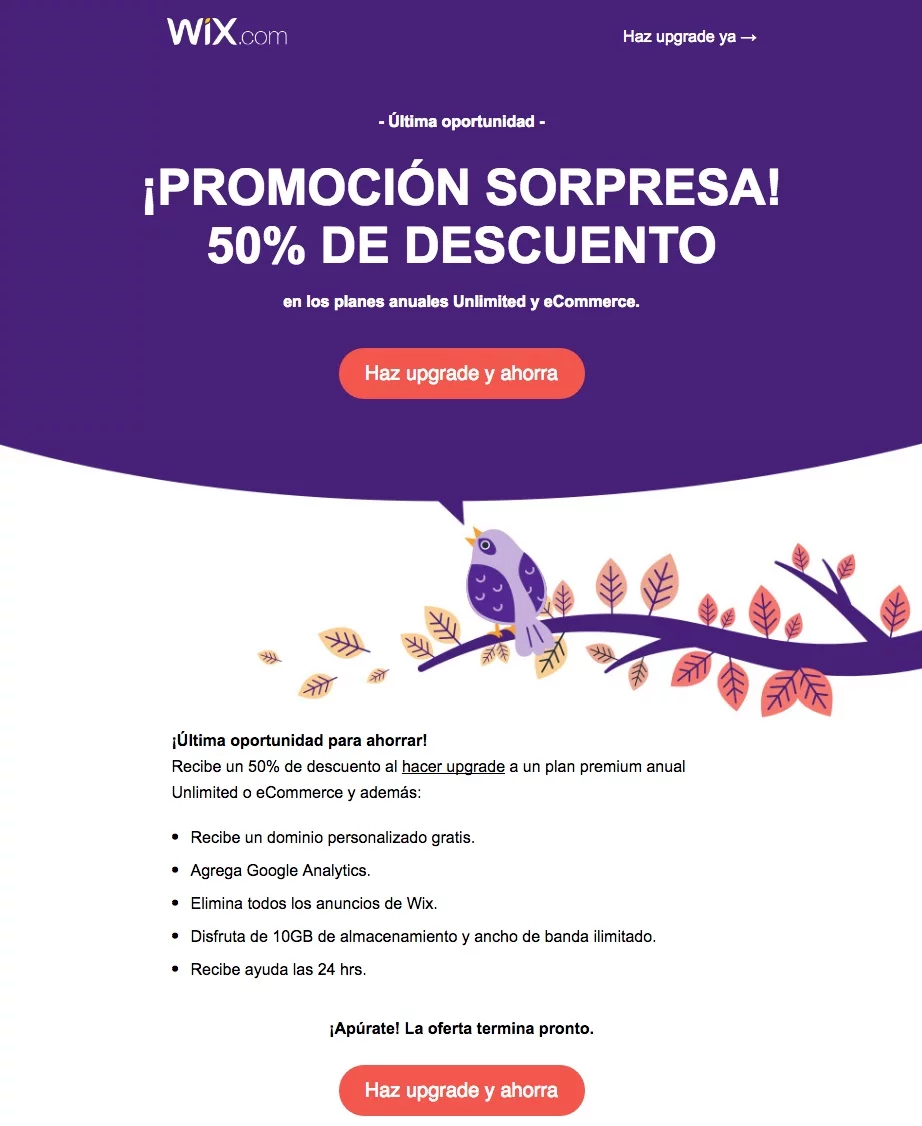 WiX.com
Haz upgrade ya →
- Última oportunidad -
¡PROMOCIÓN SORPRESA!
50% DE DESCUENTO
en los planes anuales Unlimited y eCommerce.
Haz upgrade y ahorra
¡Última oportunidad para ahorrar!
Recibe un 50% de descuento al hacer upgrade a un plan premium anual
Unlimited o eCommerce y además:
• Recibe un dominio personalizado gratis.
• Agrega Google Analytics.
• Elimina todos los anuncios de Wix.
• Disfruta de 10GB de almacenamiento y ancho de banda ilimitado.
• Recibe ayuda las 24 hrs.
¡Apúrate! La oferta termina pronto.
Haz upgrade y ahorra